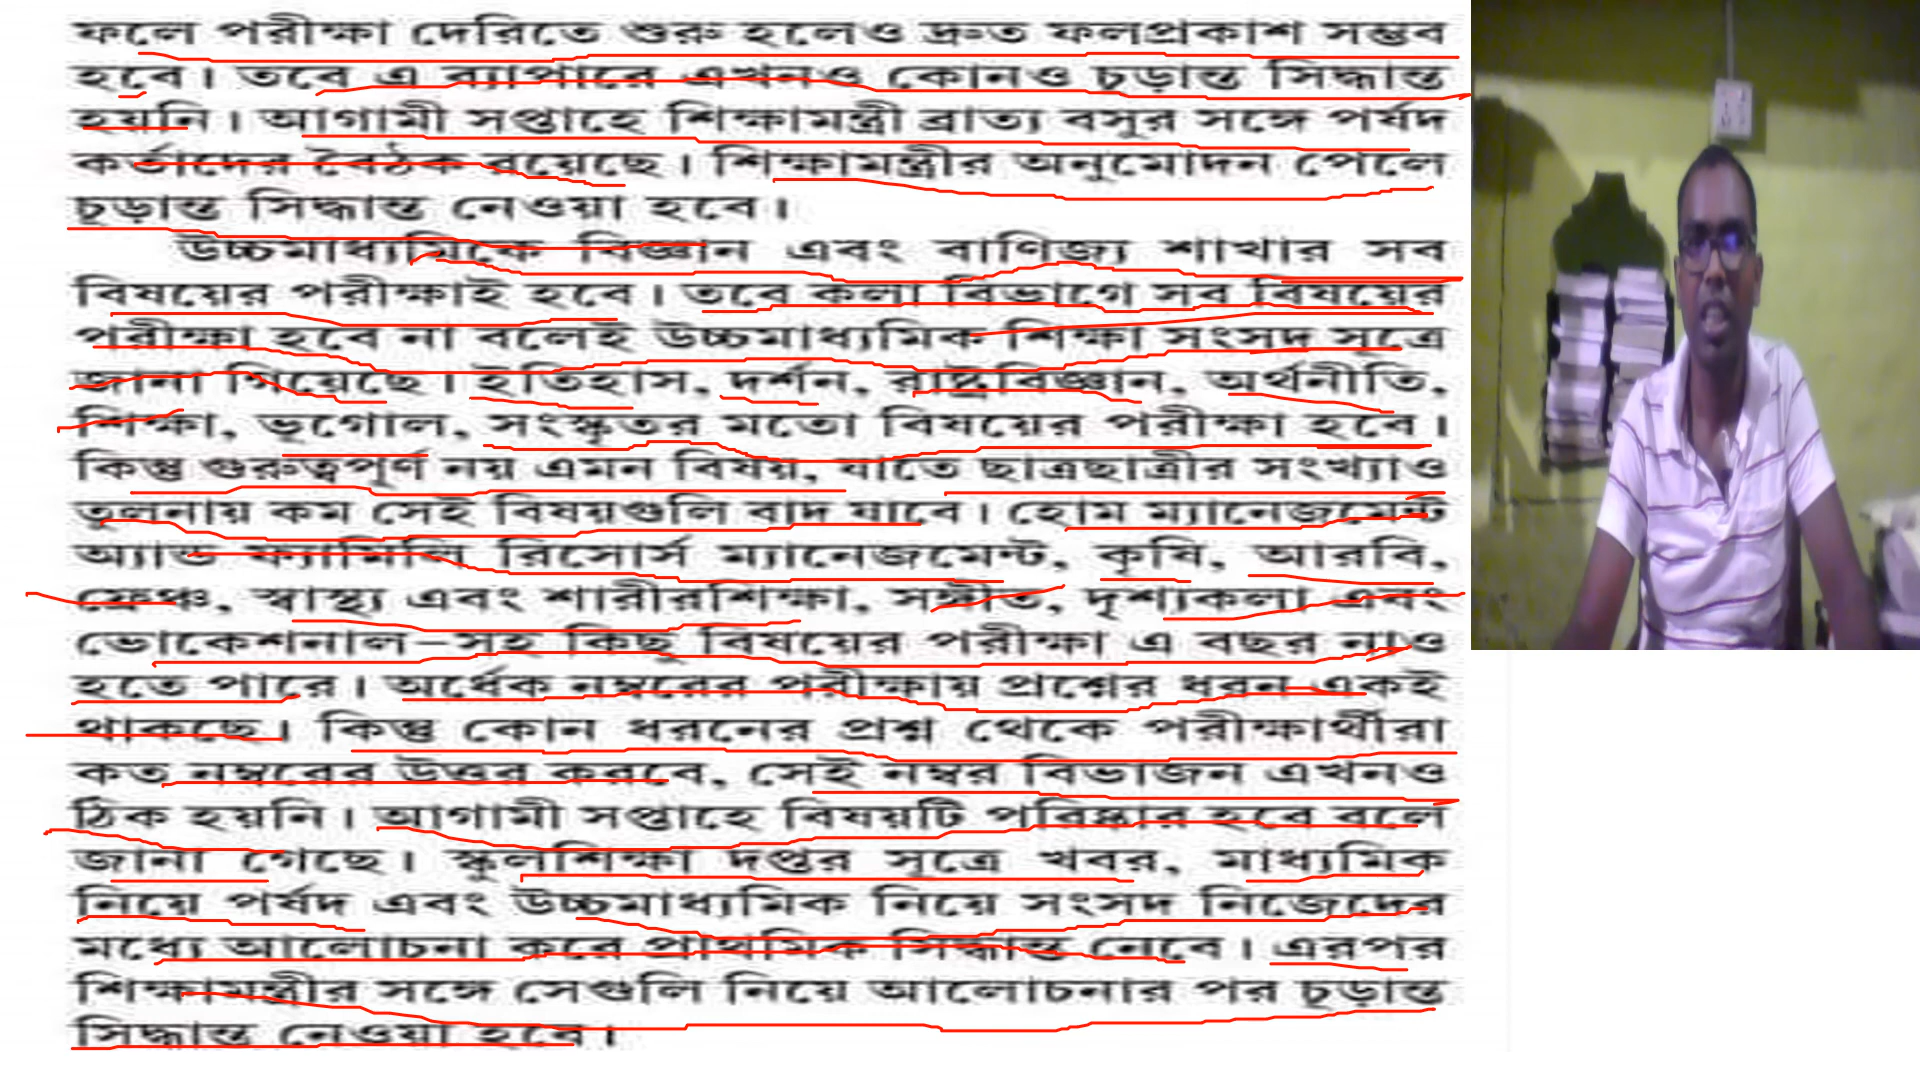 ফলে পরীক্ষা দেরিতে শুরু হলেও দ্রুত ফলপ্রকাশ সম্ভব
হবে। তবে এ ব্যাপারে এখনও কোনও চূড়ান্ত সিদ্ধান্ত
হয়নি। আগামী সপ্তাহে শিক্ষামন্ত্রী ব্রাত্য বসুর সঙ্গে পর্ষদ
কর্তাদের বৈঠক রয়েছে। শিক্ষামন্ত্রীর অনুমোদন পেলে
চূড়ান্ত সিদ্ধান্ত নেওয়া হবে।
উচ্চমাধ্যমিকে বিজ্ঞান এবং বাণিজ্য শাখার সব
বিষয়ের পরীক্ষাই হবে। তবে কলা বিভাগে সব বিষয়ের
পরীক্ষা হবে না বলেই উচ্চমাধ্যমিক শিক্ষা সংসদ সূত্রে
জানা গিয়েছে। ইতিহাস, দর্শন, রাষ্ট্রবিজ্ঞান, অর্থনীতি,
শিক্ষা, ভূগোল, সংস্কৃতর মতো বিষয়ের পরীক্ষা হবে।
কিন্তু গুরুত্বপূর্ণ নয় এমন বিষয়, যাতে ছাত্রছাত্রীর সংখ্যাও
তুলনায় কম সেই বিষয়গুলি বাদ যাবে। হোম ম্যানেজমেন্ট
অ্যান্ড ফ্যামিলি রিসোর্স ম্যানেজমেন্ট, কৃষি, আরবি,
ফ্রেঞ্চ, স্বাস্থ্য এবং শারীরশিক্ষা, সঙ্গীত, দৃশ্যকলা এবং
ভোকেশনাল–সহ কিছু বিষয়ের পরীক্ষা এ বছর নাও
হতে পারে। অর্ধেক নম্বরের পরীক্ষায় প্রশ্নের ধরন একই
থাকছে। কিন্তু কোন ধরনের প্রশ্ন থেকে পরীক্ষার্থীরা
কত নম্বরের উত্তর করবে, সেই নম্বর বিভাজন এখনও
ঠিক হয়নি। আগামী সপ্তাহে বিষয়টি পরিষ্কার হবে বলে
জানা গেছে। স্কুলশিক্ষা দপ্তর সূত্রে খবর, মাধ্যমিক
নিয়ে পর্ষদ এবং উচ্চমাধ্যমিক নিয়ে সংসদ নিজেদের
মধ্যে আলোচনা করে প্রাথমিক সিদ্ধান্ত নেবে। এরপর
শিক্ষামন্ত্রীর সঙ্গে সেগুলি নিয়ে আলোচনার পর চূড়ান্ত
সিদ্ধান্ত নেওয়া হবে।